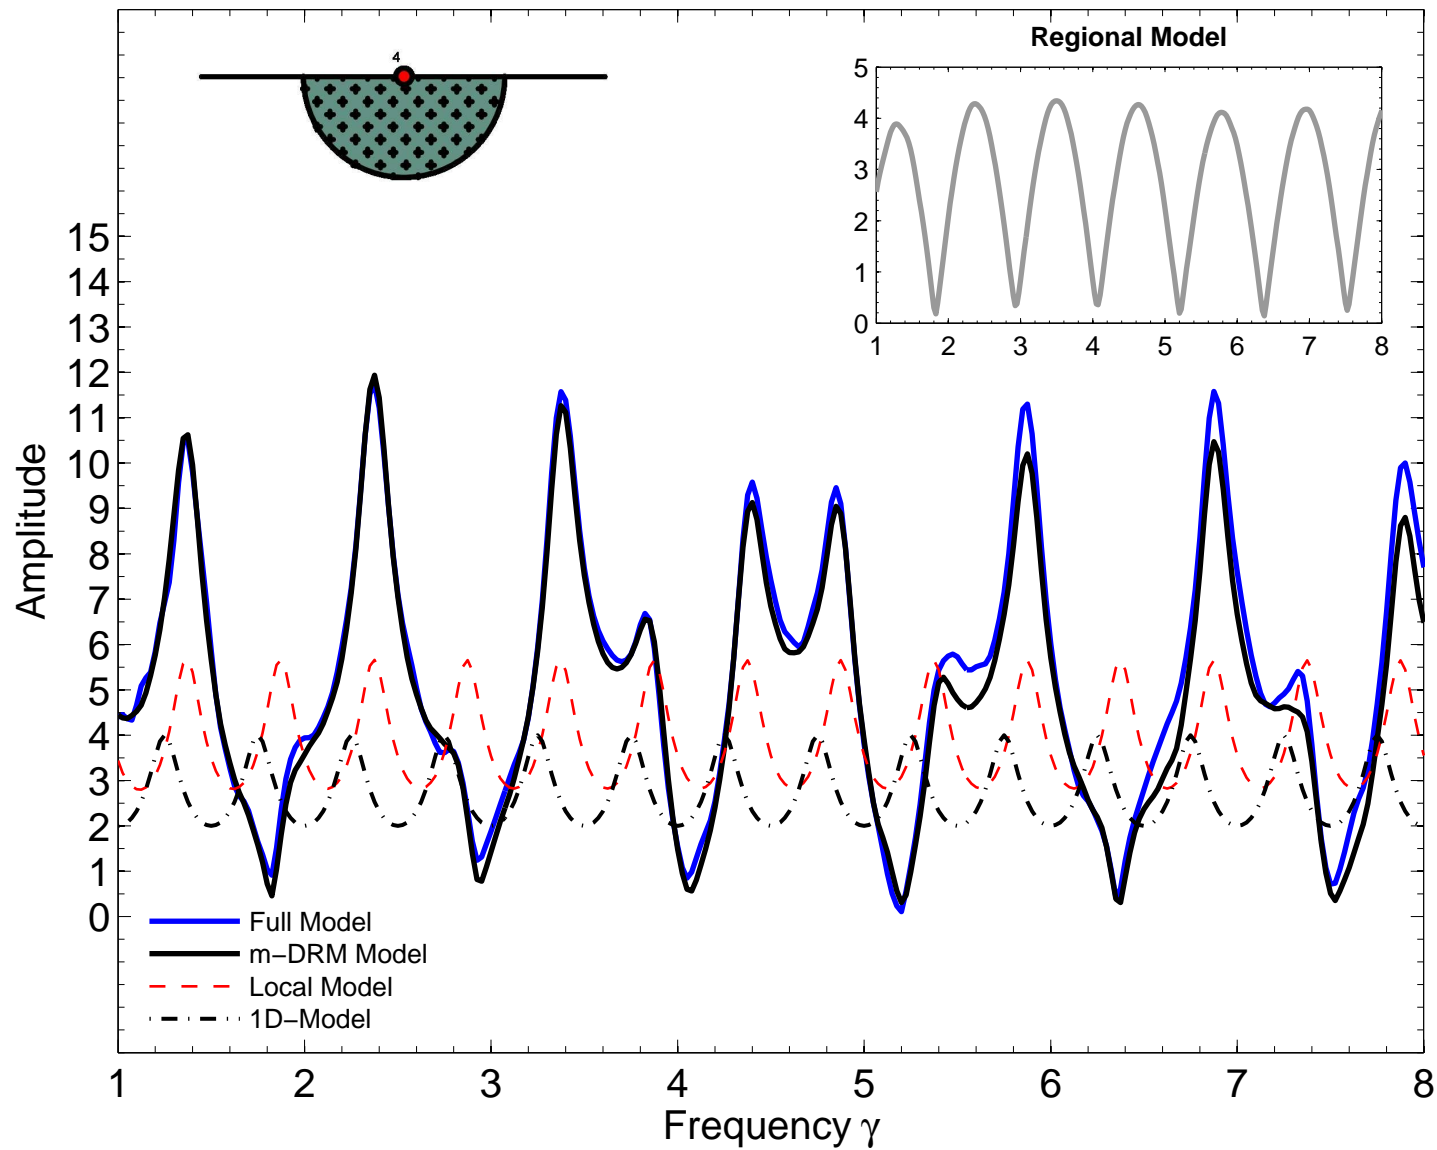 Regional Model
4
5
4
3
2
1
0
1 2 3 4 5 6 7 8
15
14
13
12
11
10
9
8
7
6
5
4
3
2
1
0
Amplitude
Full Model
m−DRM Model
Local Model
1D−Model
1 2 3 4 5 6 7 8
Frequency γ